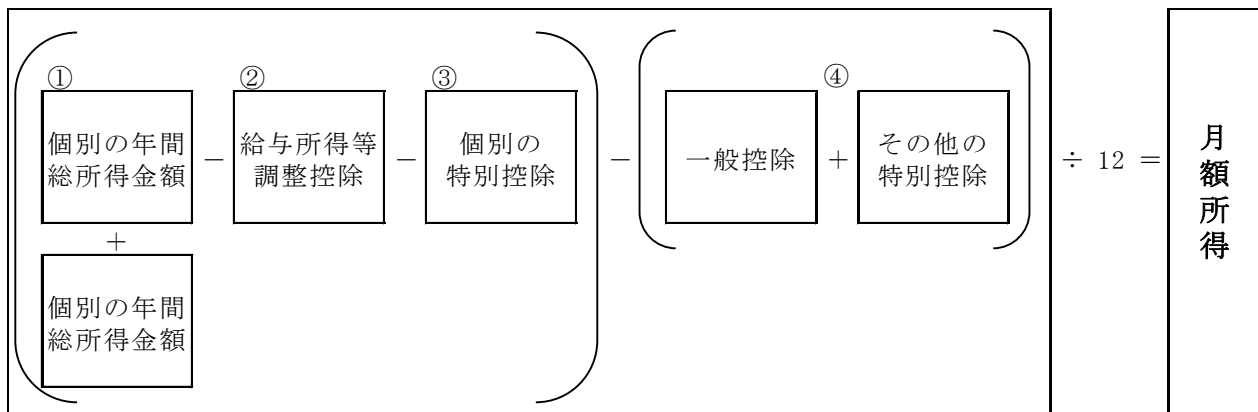 ① ② ③ ④
個別の年間
総所得金額
−
給与所得等
調整控除
−
個別の
特別控除
−
一般控除
+
その他の
特別控除
÷ 12 =
月額所得
+
個別の年間
総所得金額